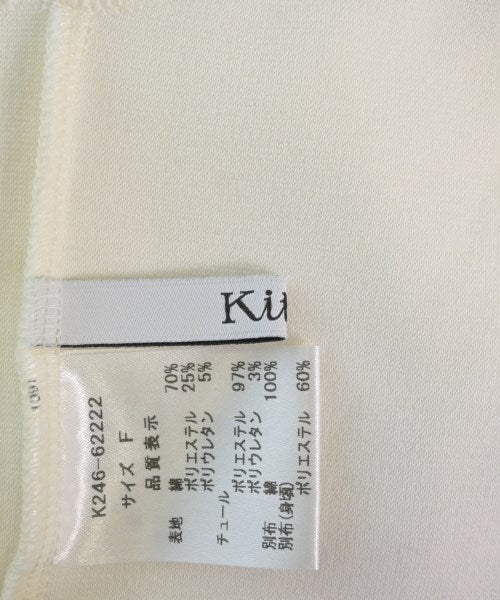 Kit
K246-62222
サイズ F
品質表示
表地 綿 70%
ポリエステル 25%
ポリウレタン 5%
チュール
ポリエステル 97%
ポリウレタン 3%
別布 綿 100%
別布(身頃)
ポリエステル 60%